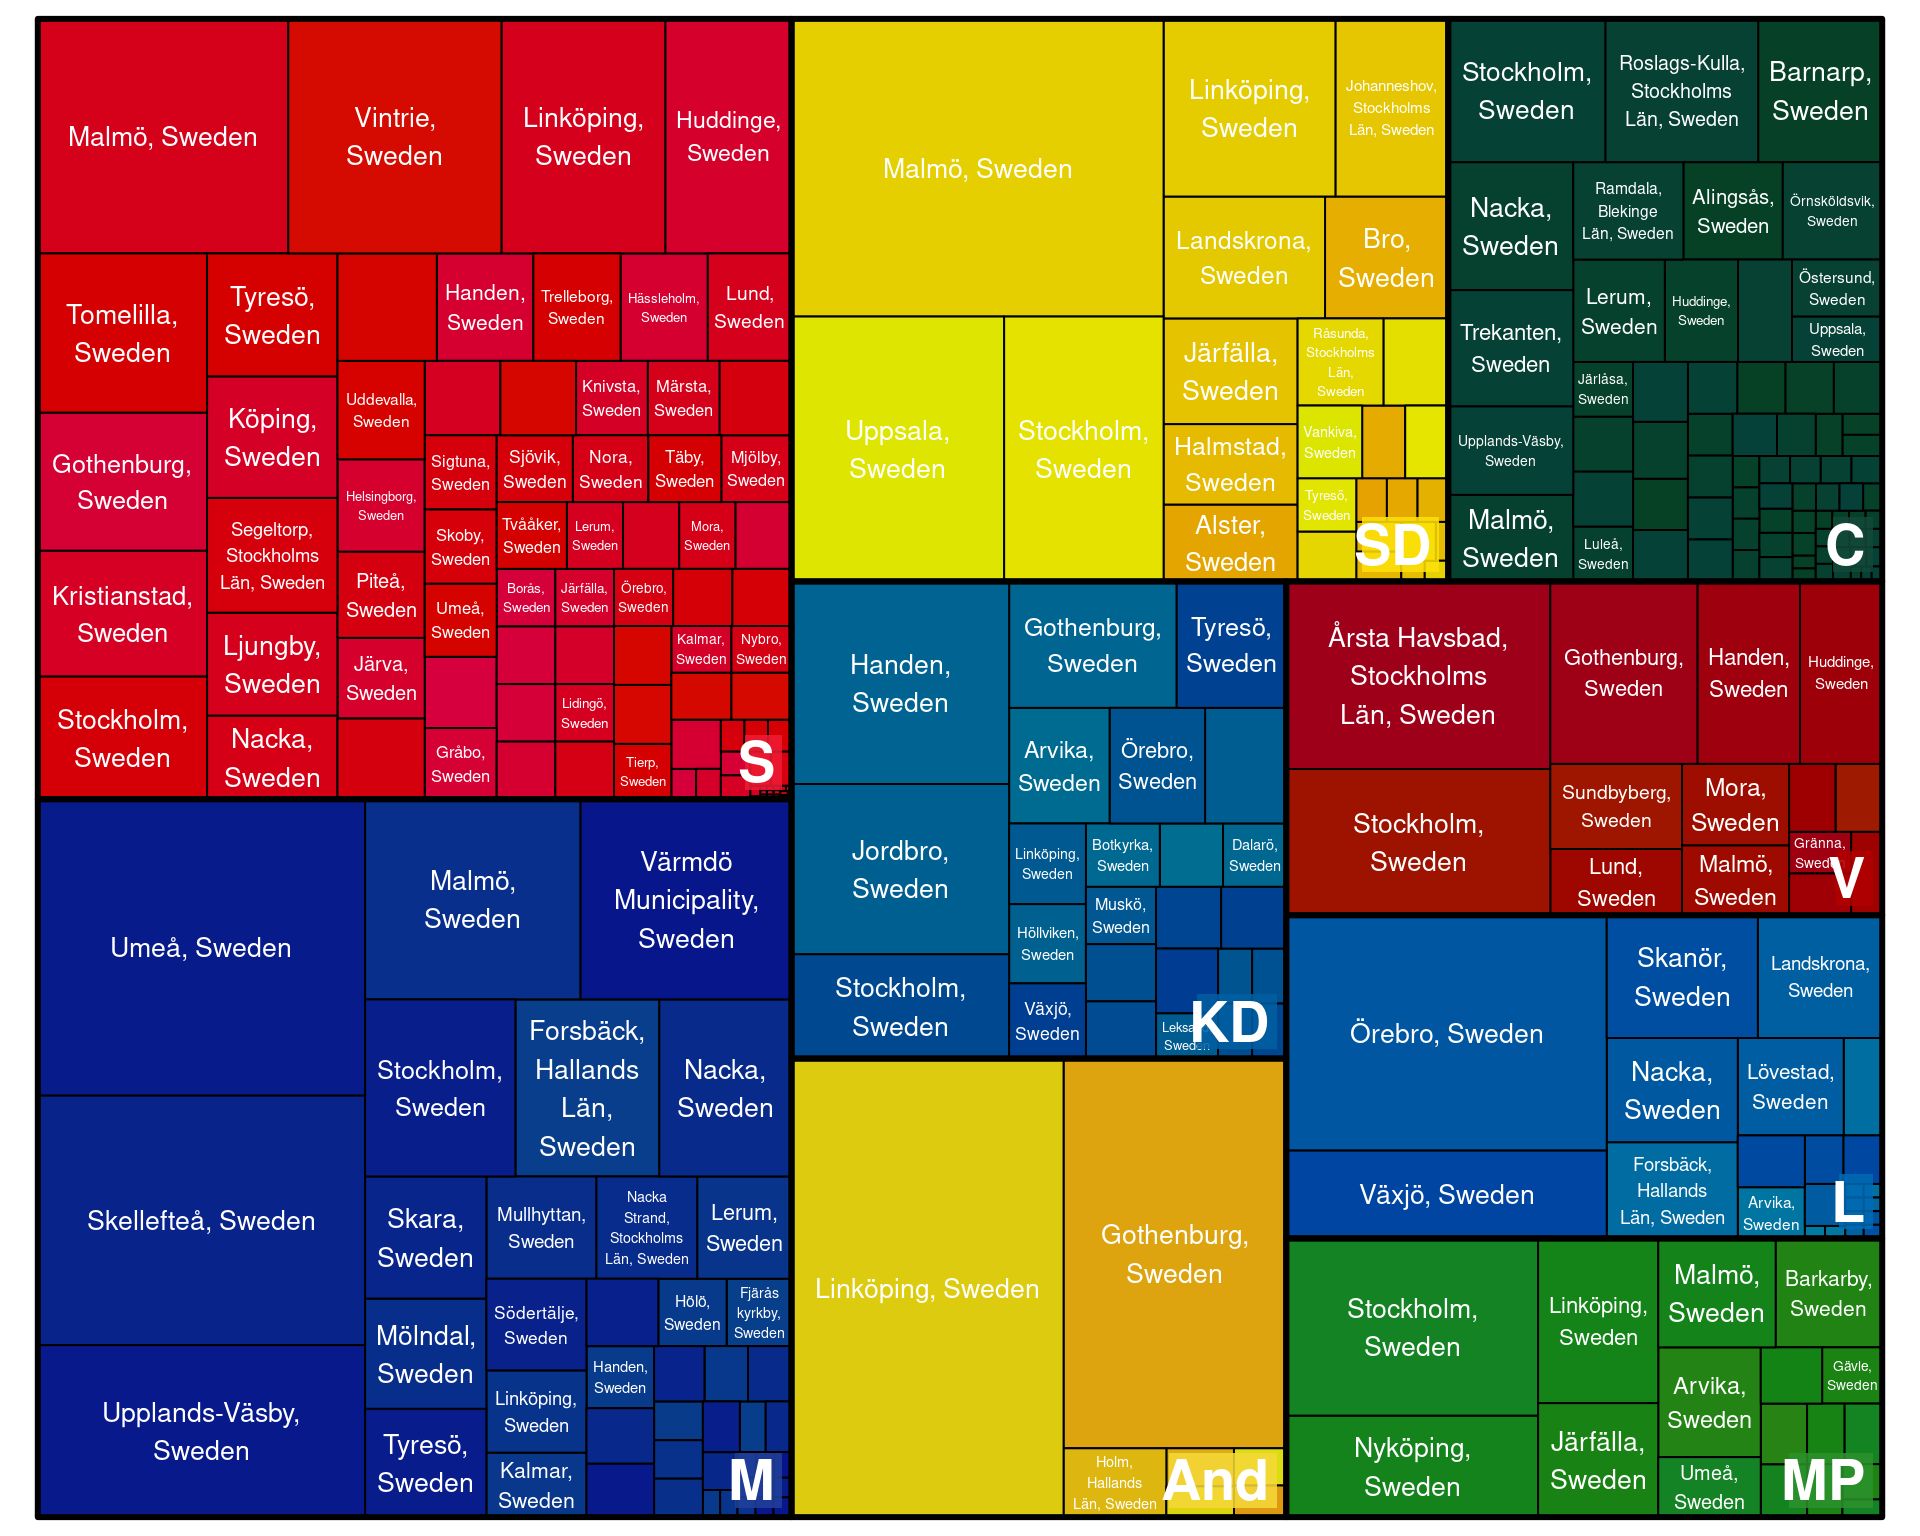 Malmö, Sweden
Vintrie,
Sweden
Linköping,
Sweden
Huddinge,
Sweden
Tomelilla,
Sweden
Tyresö,
Sweden
Handen,
Sweden
Trelleborg,
Sweden
Hässleholm,
Sweden
Lund,
Sweden
Gothenburg,
Sweden
Köping,
Sweden
Uddevalla,
Sweden
Knivsta,
Sweden
Märsta,
Sweden
Helsingborg,
Sweden
Sigtuna,
Sweden
Sjövik,
Sweden
Nora,
Sweden
Täby,
Sweden
Mjölby,
Sweden
Kristianstad,
Sweden
Segeltorp,
Stockholms
Län, Sweden
Skoby,
Sweden
Tvååker,
Sweden
Lerum,
Sweden
Mora,
Sweden
Piteå,
Sweden
Umeå,
Sweden
Borås,
Sweden
Järfälla,
Sweden
Örebro,
Sweden
Ljungby,
Sweden
Järva,
Sweden
Kalmar,
Sweden
Nybro,
Sweden
Stockholm,
Sweden
Nacka,
Sweden
Gråbo,
Sweden
Lidingö,
Sweden
Tierp,
Sweden
S
Malmö, Sweden
Linköping,
Sweden
Johanneshov,
Stockholms
Län, Sweden
Landskrona,
Sweden
Bro,
Sweden
Uppsala,
Sweden
Stockholm,
Sweden
Järfälla,
Sweden
Råsunda,
Stockholms
Län,
Sweden
Halmstad,
Sweden
Vankiva,
Sweden
Alster,
Sweden
Tyresö,
Sweden
SD
Stockholm,
Sweden
Roslags-Kulla,
Stockholms
Län, Sweden
Barnarp,
Sweden
Nacka,
Sweden
Ramdala,
Blekinge
Län, Sweden
Alingsås,
Sweden
Örnsköldsvik,
Sweden
Trekanten,
Sweden
Lerum,
Sweden
Huddinge,
Sweden
Östersund,
Sweden
Uppsala,
Sweden
Järlåsa,
Sweden
Upplands-Väsby,
Sweden
Malmö,
Sweden
Luleå,
Sweden
C
Umeå, Sweden
Malmö,
Sweden
Värmdö
Municipality,
Sweden
Skellefteå, Sweden
Stockholm,
Sweden
Forsbäck,
Hallands
Län,
Sweden
Nacka,
Sweden
Skara,
Sweden
Mullhyttan,
Sweden
Nacka
Strand,
Stockholms
Län, Sweden
Lerum,
Sweden
Upplands-Väsby,
Sweden
Mölndal,
Sweden
Södertälje,
Sweden
Hölö,
Sweden
Fjärås
kyrkby,
Sweden
Handen,
Sweden
Tyresö,
Sweden
Linköping,
Sweden
Kalmar,
Sweden
M
Handen,
Sweden
Gothenburg,
Sweden
Tyresö,
Sweden
Arvika,
Sweden
Örebro,
Sweden
Jordbro,
Sweden
Linköping,
Sweden
Botkyrka,
Sweden
Dalarö,
Sweden
Höllviken,
Sweden
Muskö,
Sweden
Stockholm,
Sweden
Växjö,
Sweden
Sweden
KD
Linköping, Sweden
Gothenburg,
Sweden
Holm,
Hallands
Län, Sweden
And
Årsta Havsbad,
Stockholms
Län, Sweden
Gothenburg,
Sweden
Handen,
Sweden
Huddinge,
Sweden
Stockholm,
Sweden
Sundbyberg,
Sweden
Mora,
Sweden
Lund,
Sweden
Malmö,
Sweden
Gränna,
Sweden
V
Örebro, Sweden
Skanör,
Sweden
Landskrona,
Sweden
Nacka,
Sweden
Lövestad,
Sweden
Växjö, Sweden
Forsbäck,
Hallands
Län, Sweden
Arvika,
Sweden
L
Stockholm,
Sweden
Linköping,
Sweden
Malmö,
Sweden
Barkarby,
Sweden
Arvika,
Sweden
Gävle,
Sweden
Nyköping,
Sweden
Järfälla,
Sweden
Umeå,
Sweden
MP